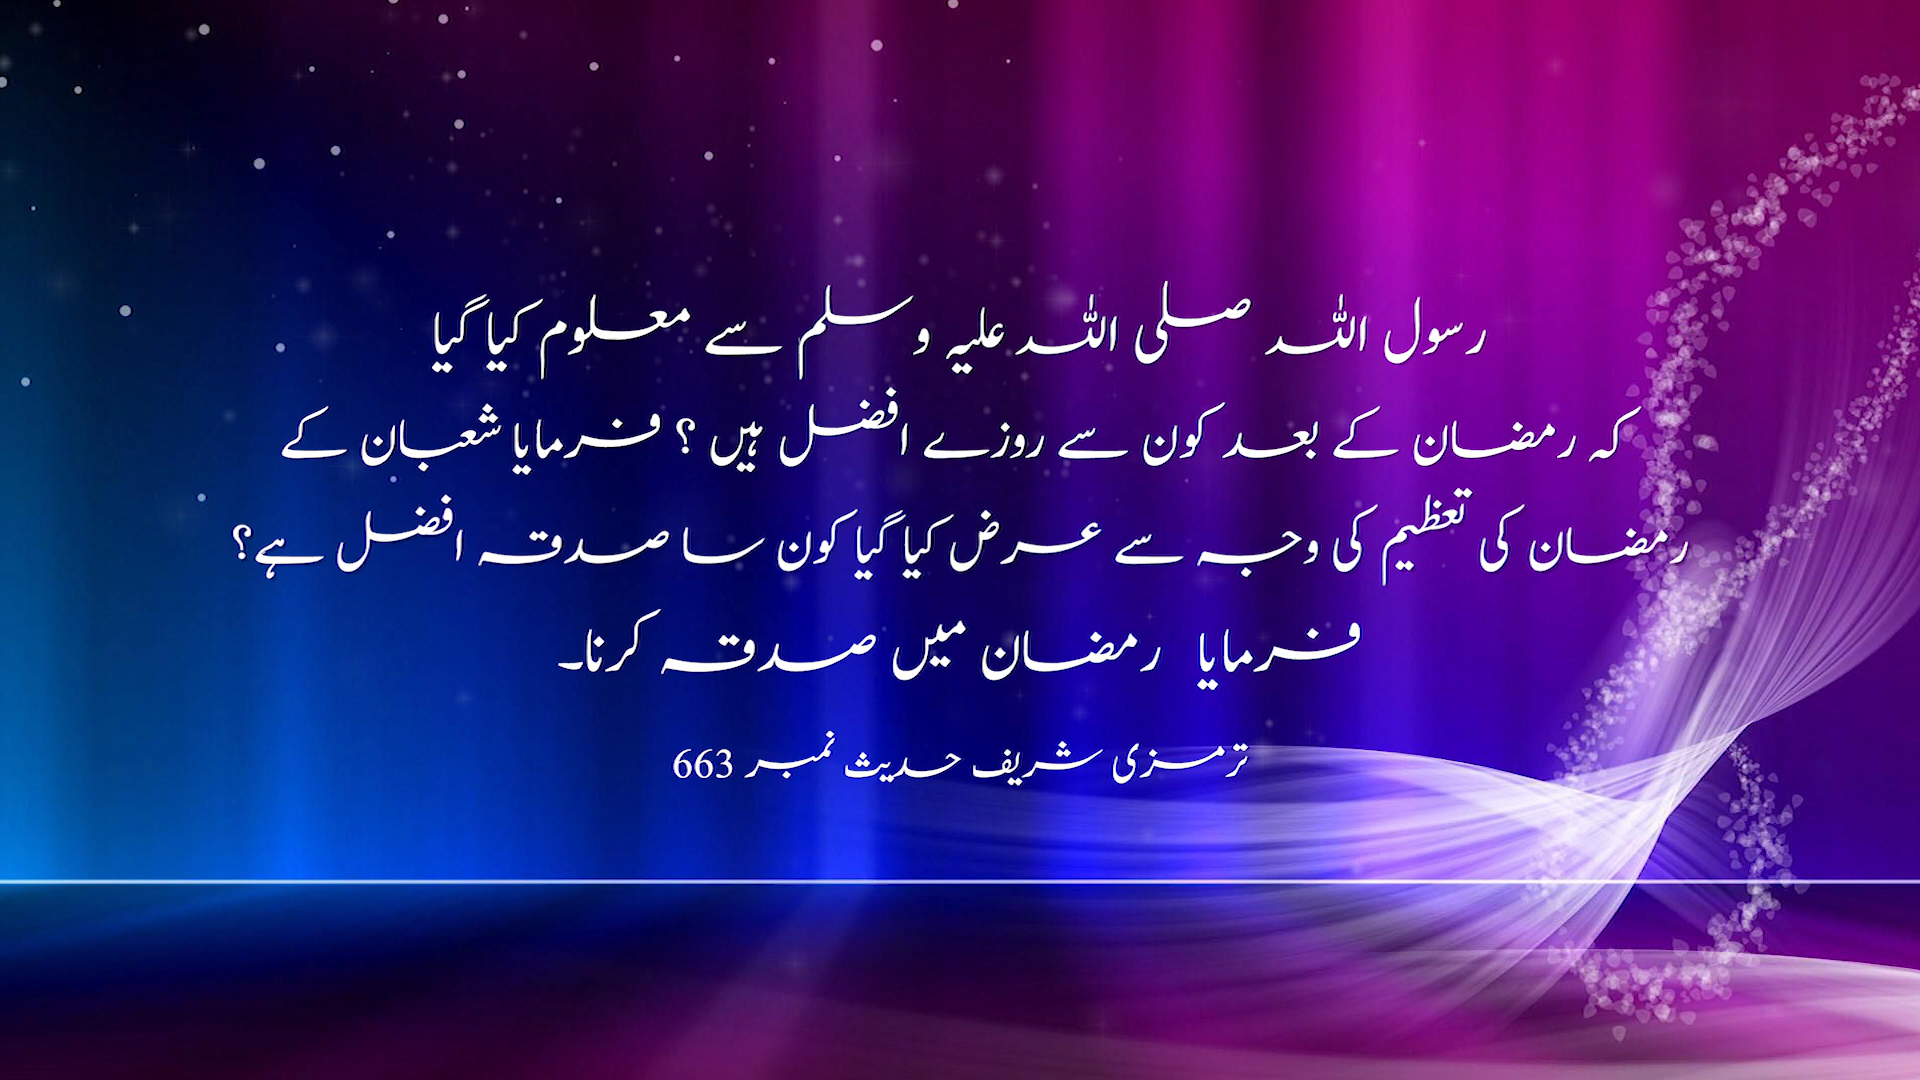 رسول اللہ صلی اللہ علیہ وسلم سے معلوم کیا گیا
کہ رمضان کے بعد کون سے روزے افضل ہیں ؟ فرمایا شعبان کے
رمضان کی تعظیم کی وجہ سے عرض کیا گیا کون سا صدقہ افضل ہے؟
فرمایا رمضان میں صدقہ کرنا۔
ترمزی شریف حدیث نمبر 663